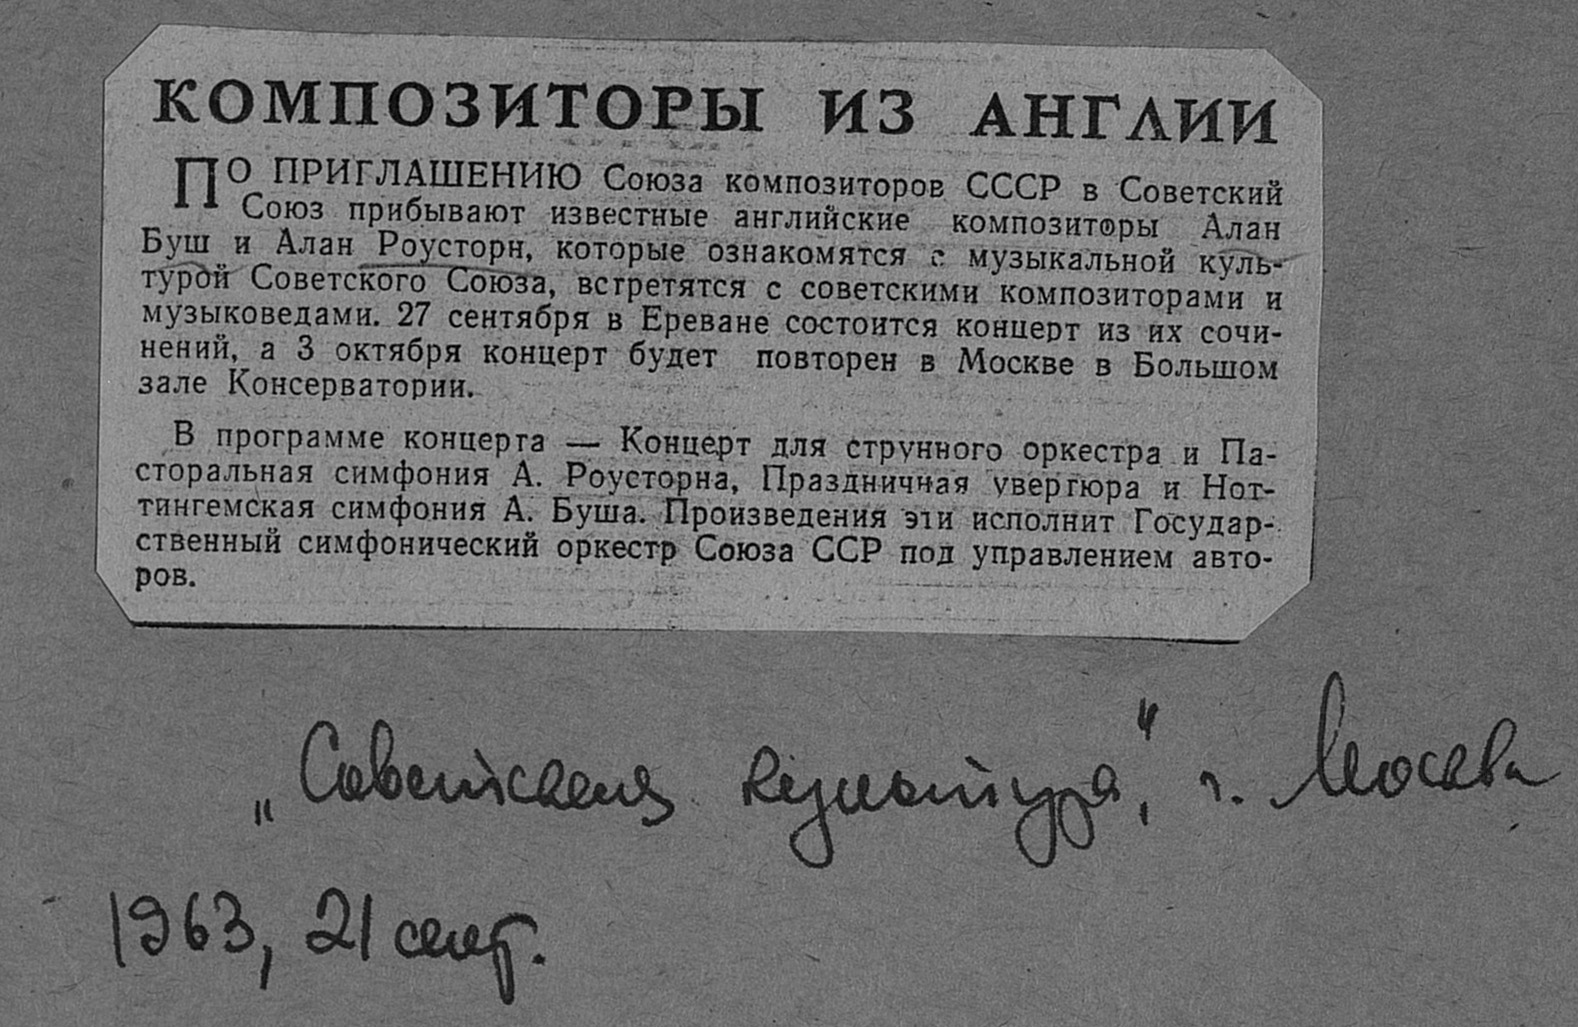 КОМПОЗИТОРЫ ИЗ АНГЛИИ
ПО ПРИГЛАШЕНИЮ Союза композиторов СССР в Советский
Союз прибывают известные английские композиторы Алан
Буш и Алан Роусторн, которые ознакомятся с музыкальной куль-
турой Советского Союза, встретятся с советскими композиторами и
музыковедами. 27 сентября в Ереване состоится концерт из их сочи-
нений, а 3 октября концерт будет повторен в Москве в Большом
зале Консерватории.
В программе концерта — Концерт для струнного оркестра и Па-
сторальная симфония А. Роусторна, Праздничная увертюра и Нот-
тингемская симфония А. Буша. Произведения эти исполнит Государ-
ственный симфонический оркестр Союза ССР под управлением авто-
ров.
„Советская культура", г. Москва
1963, 21 сент.